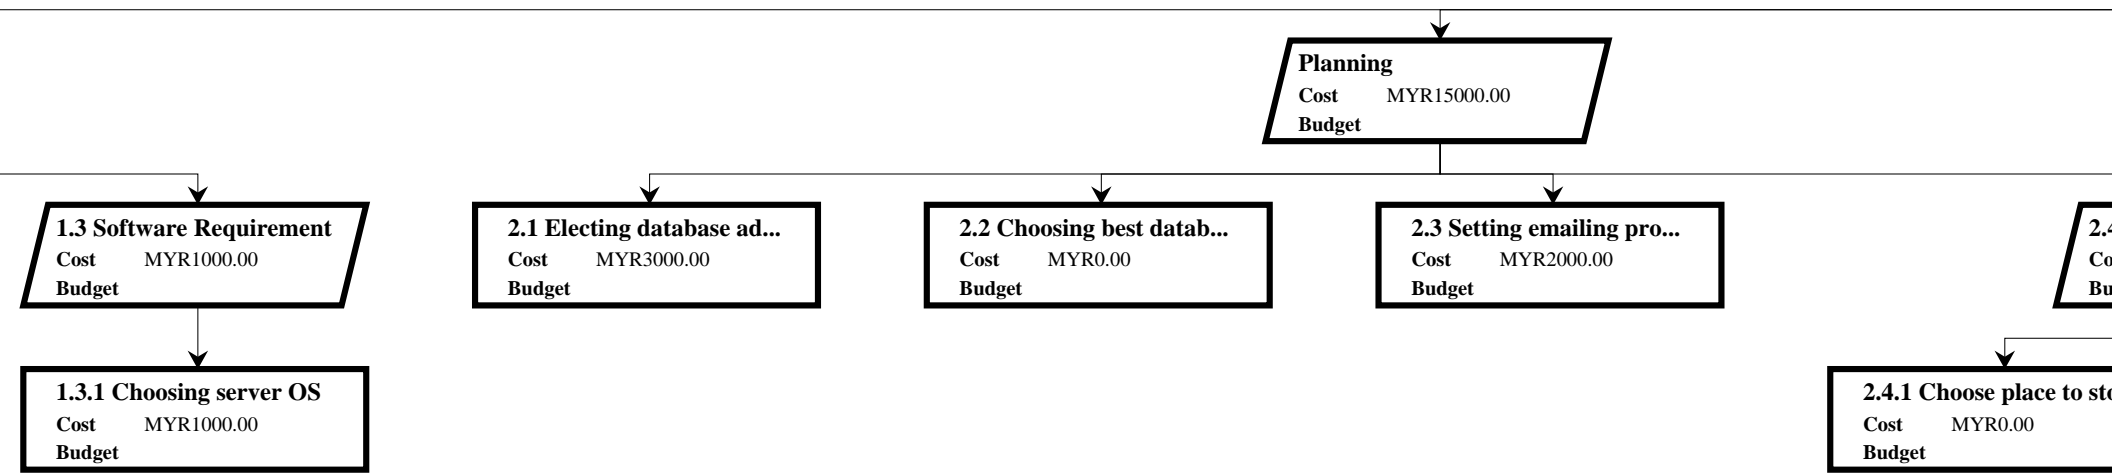 Planning
Cost MYR15000.00
Budget
1.3 Software Requirement
Cost MYR1000.00
Budget
2.1 Electing database ad...
Cost MYR3000.00
Budget
2.2 Choosing best datab...
Cost MYR0.00
Budget
2.3 Setting emailing pro...
Cost MYR2000.00
Budget
1.3.1 Choosing server OS
Cost MYR1000.00
Budget
2.4.1 Choose place to
Cost MYR0.00
Budget